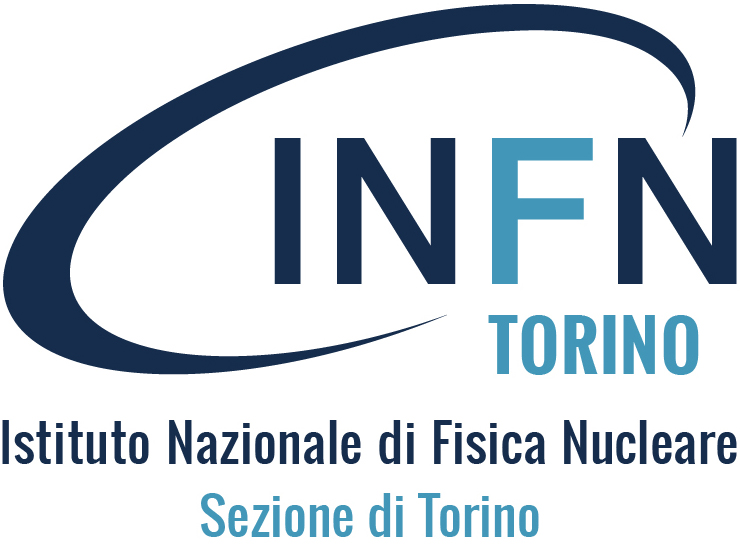 INFN
TORINO
Istituto Nazionale di Fisica Nucleare
Sezione di Torino